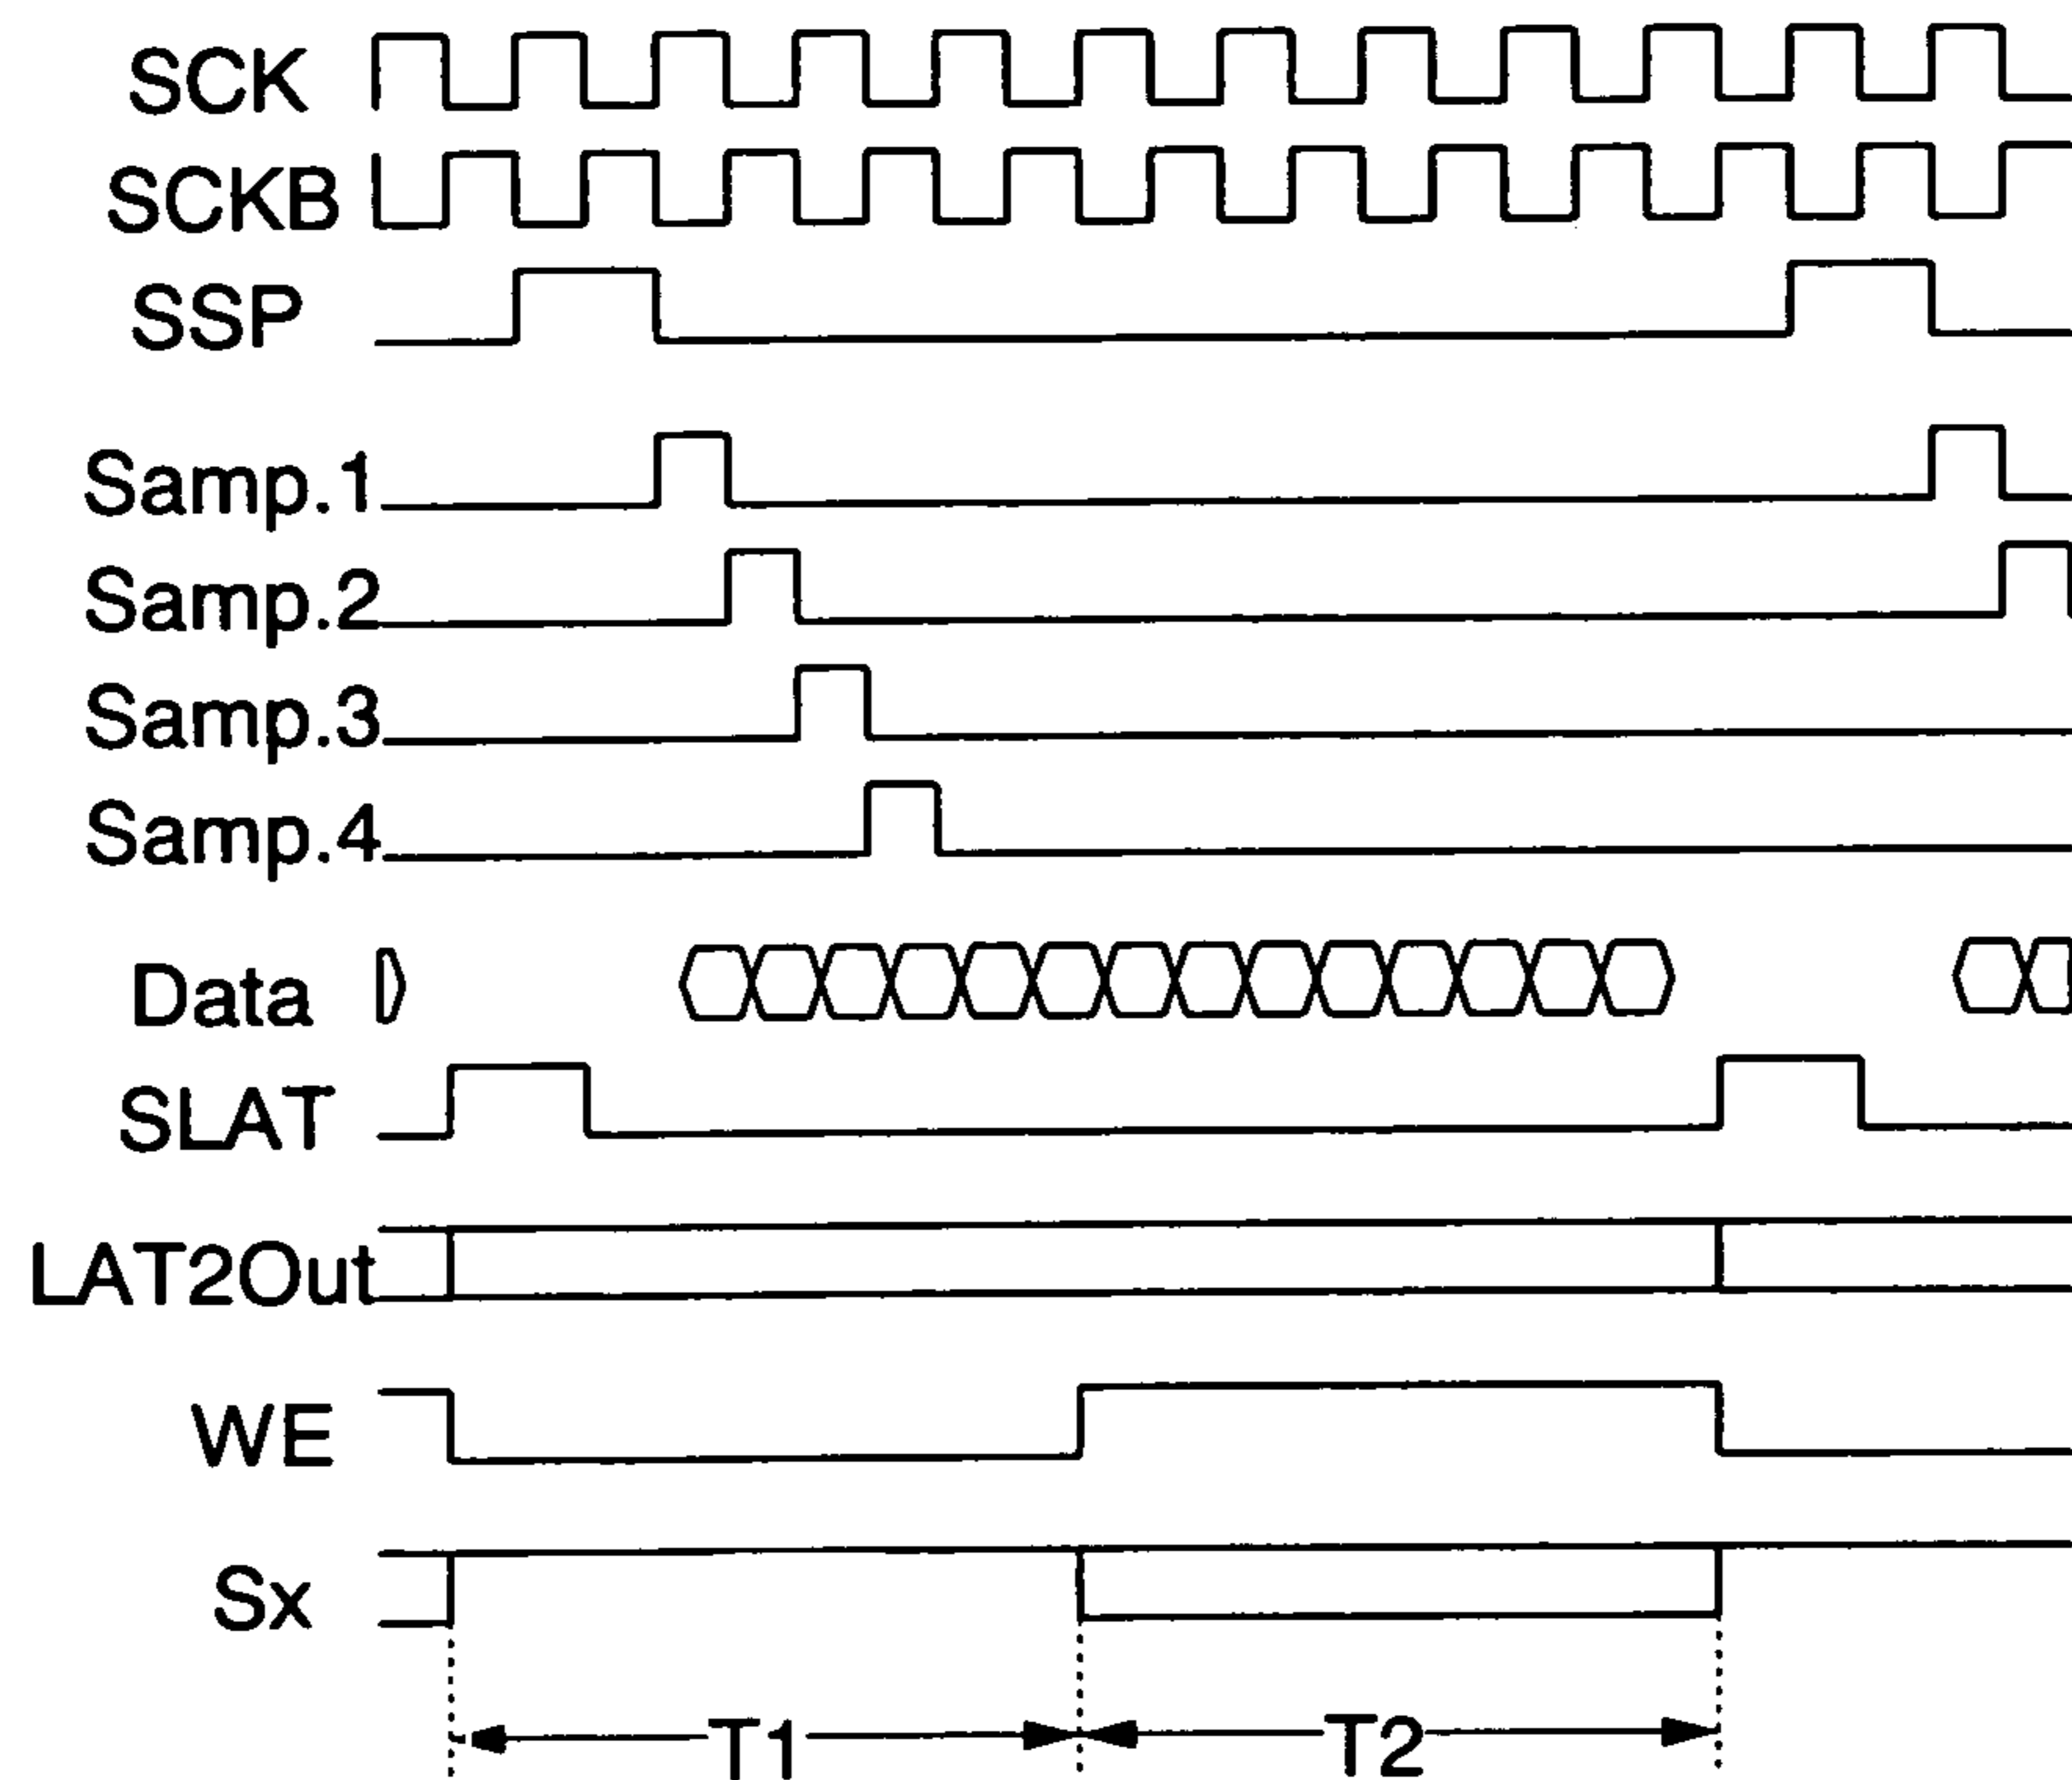 SCK
SCKB
SSP
Samp.1
Samp.2
Samp.3
Samp.4
Data
SLAT
LAT2Out
WE
Sx
T1 T2